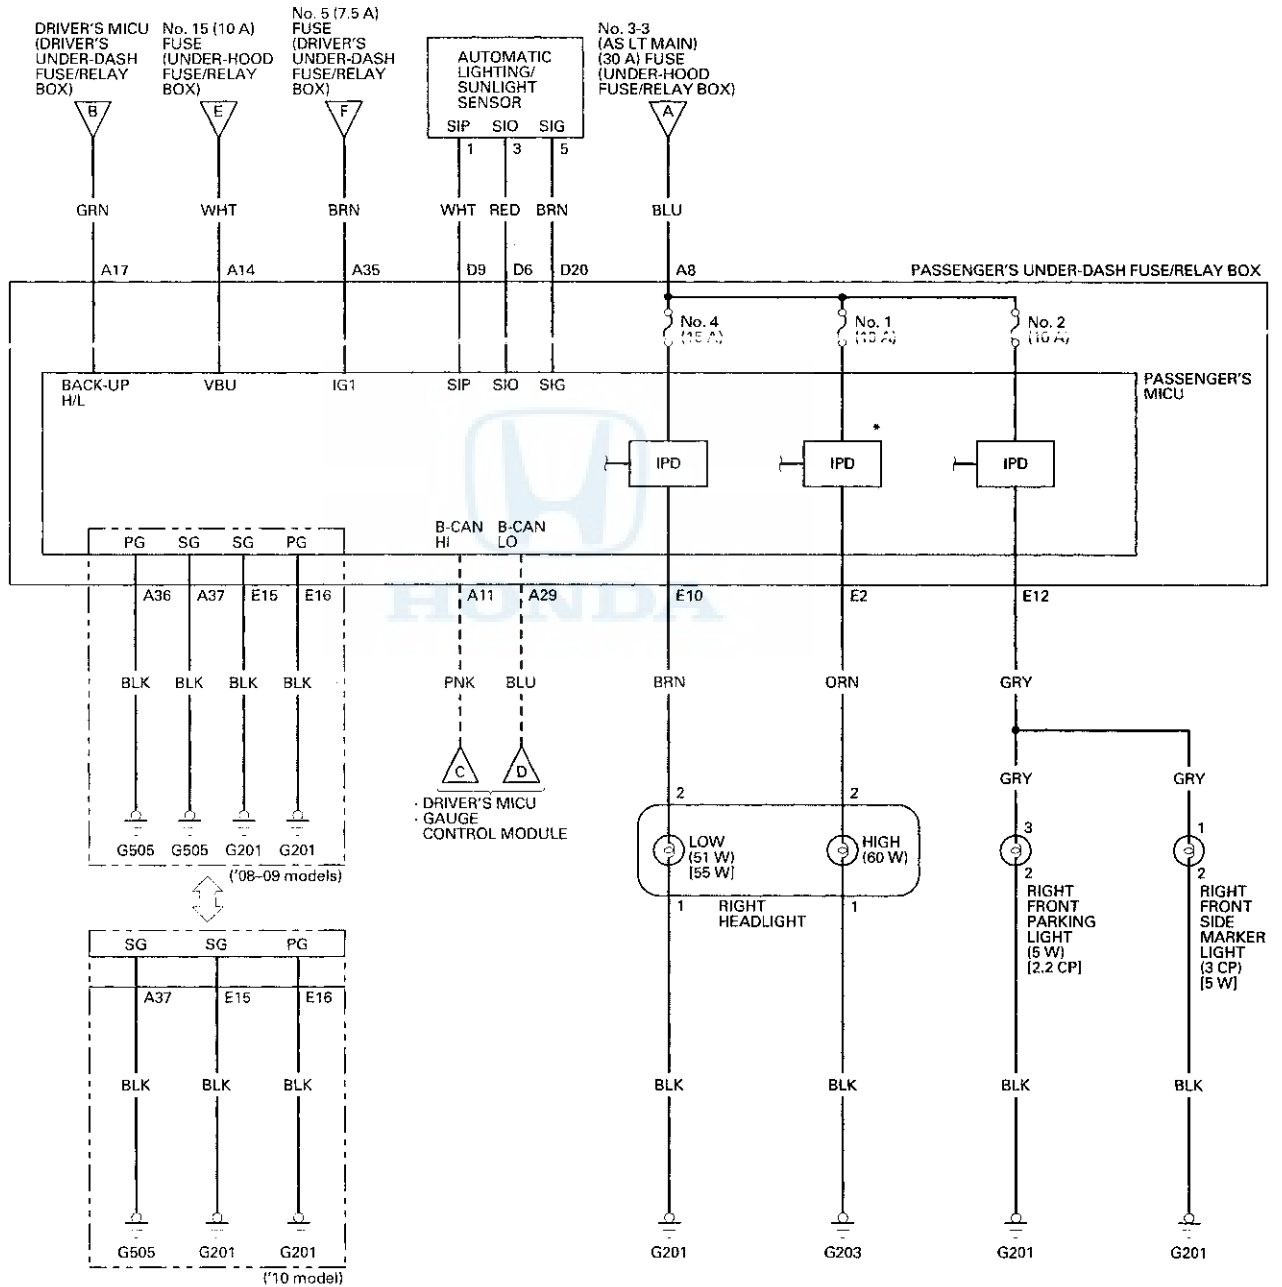 DRIVER'S MICU
(DRIVER'S
UNDER-DASH
FUSE/RELAY
BOX)
B
No. 15 (10 A)
FUSE
(UNDER-HOOD
FUSE/RELAY
BOX)
E
No. 5 (7.5 A)
FUSE
(DRIVER'S
UNDER-DASH
FUSE/RELAY
BOX)
F
AUTOMATIC
LIGHTING/
SUNLIGHT
SENSOR
SIP SIO SIG
1 3 5
No. 3-3
(AS LT MAIN)
(30 A) FUSE
(UNDER-HOOD
FUSE/RELAY BOX)
A
GRN WHT BRN WHT RED BRN BLU
A17 A14 A35 D9 D6 D20 A8
PASSENGER'S UNDER-DASH FUSE/RELAY BOX
No. 4
(15 A)
No. 1
(10 A)
No. 2
(10 A)
BACK-UP
H/L
VBU IG1 SIP SIO SIG
PASSENGER'S
MICU
IPD
*
IPD
IPD
PG SG SG PG
B-CAN
HI
B-CAN
LO
HONDA
A36 A37 E15 E16 A11 A29 E10 E2 E12
BLK BLK BLK BLK PNK BLU BRN ORN GRY
C D
· DRIVER'S MICU
· GAUGE
CONTROL MODULE
GRY GRY
G505 G505 G201 G201
('08-09 models)
2 2 3 1
LOW
(51 W)
[55 W]
HIGH
(60 W)
1 1 2 2
RIGHT
HEADLIGHT
RIGHT
FRONT
PARKING
LIGHT
(5 W)
[2.2 CP]
RIGHT
FRONT
SIDE
MARKER
LIGHT
(3 CP)
[5 W]
SG SG PG
A37 E15 E16
BLK BLK BLK BLK BLK BLK BLK
G505 G201 G201 G201 G203 G201 G201
('10 model)